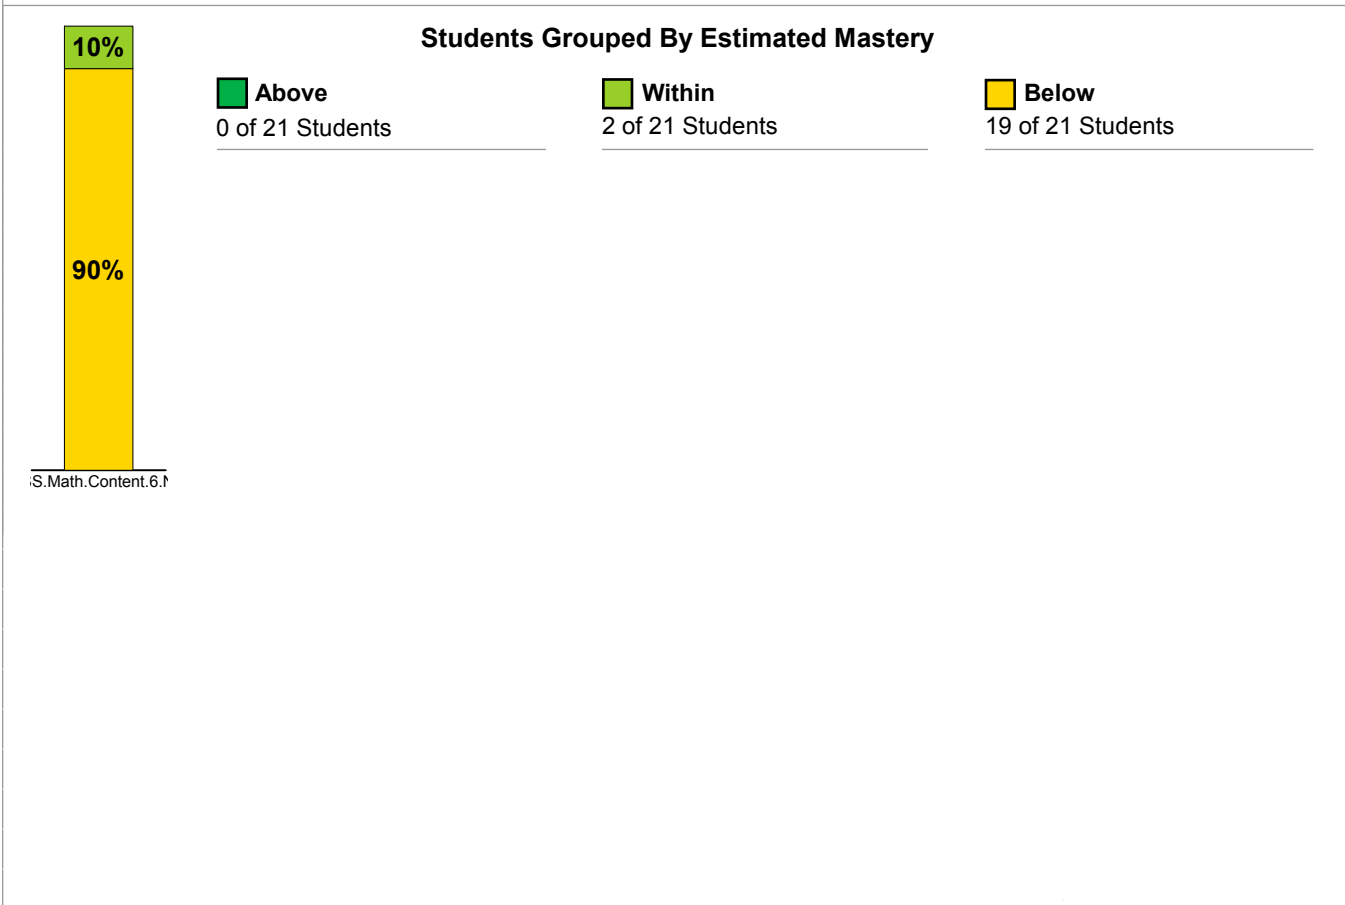 Students Grouped By Estimated Mastery
10%
Above
Within
Below
0 of 21 Students
2 of 21 Students
19 of 21 Students
90%
S.Math.Content.6.N